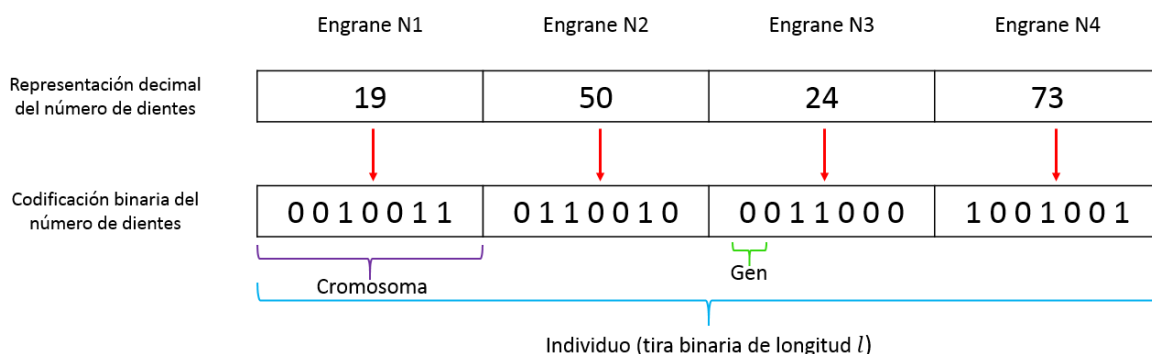 Engrane N1 Engrane N2 Engrane N3 Engrane N4
Representación decimal
del número de dientes
19 50 24 73
Codificación binaria del
número de dientes
0 0 1 0 0 1 1 0 1 1 0 0 1 0 0 0 1 1 0 0 0 1 0 0 1 0 0 1
Cromosoma
Gen
Individuo (tira binaria de longitud l)